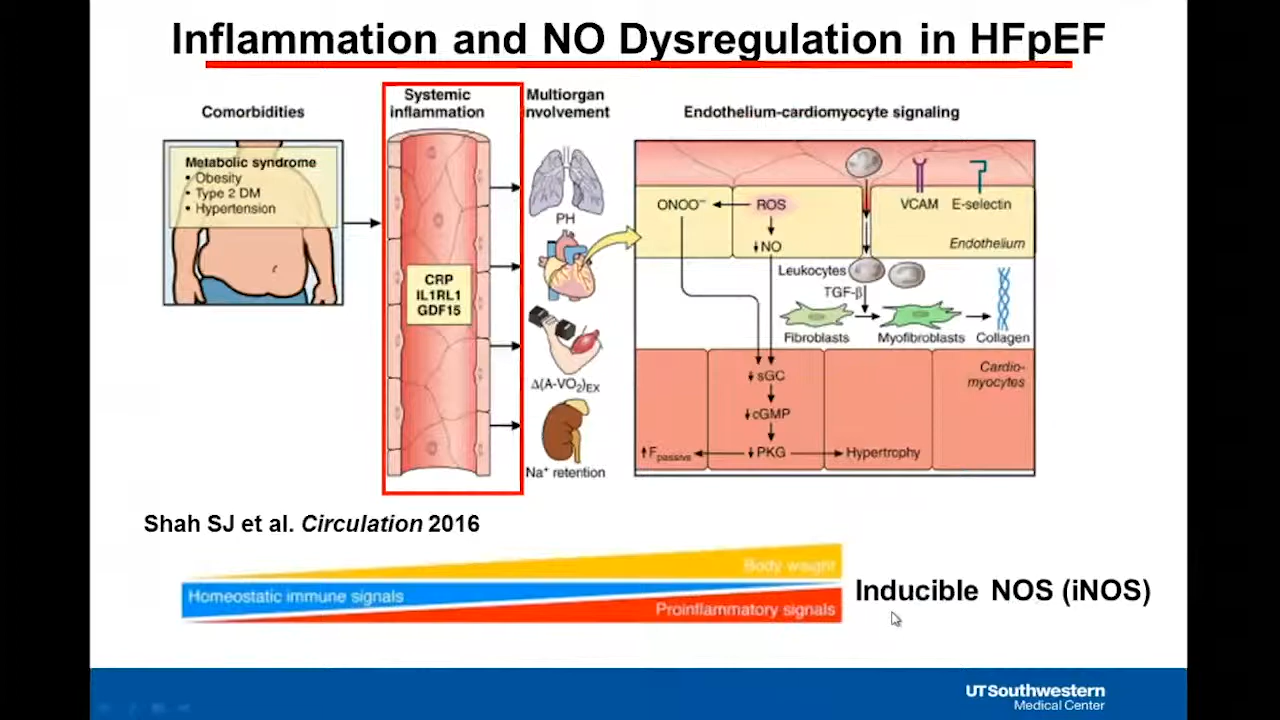 Inflammation and NO Dysregulation in HFpEF
Comorbidities
Metabolic syndrome
• Obesity
• Type 2 DM
• Hypertension
Systemic
inflammation
CRP
IL1RL1
GDF15
Multiorgan
involvement
PH
Δ(A-VO₂)EX
Na⁺ retention
Endothelium-cardiomyocyte signaling
ONOO⁻
ROS
VCAM
E-selectin
NO
Endothelium
Leukocytes
TGF-β
Fibroblasts
Myofibroblasts
Collagen
sGC
Cardio-
myocytes
cGMP
Fpassive
PKG
Hypertrophy
Shah SJ et al. Circulation 2016
Body weight
Homeostatic immune signals
Proinflammatory signals
Inducible NOS (iNOS)
UTSouthwestern
Medical Center